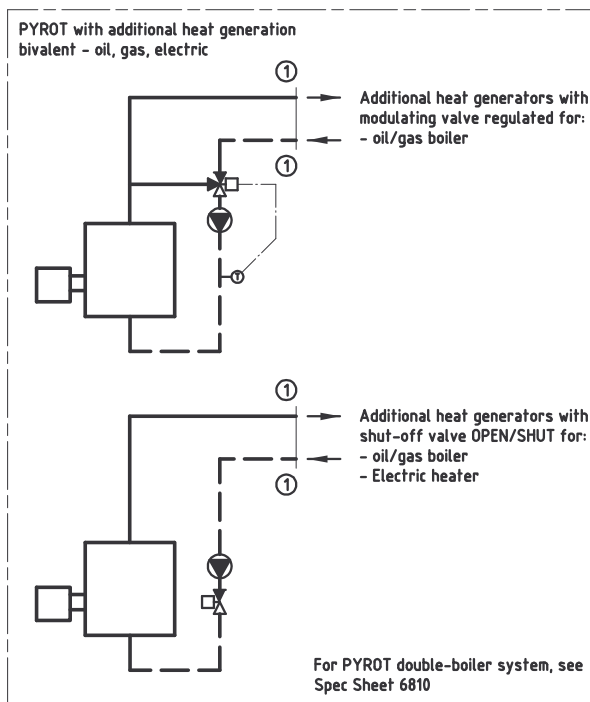 PYROT with additional heat generation
bivalent - oil, gas, electric
①
Additional heat generators with
modulating valve regulated for:
- oil/gas boiler
①
T
①
Additional heat generators with
shut-off valve OPEN/SHUT for:
- oil/gas boiler
- Electric heater
①
For PYROT double-boiler system, see
Spec Sheet 6810